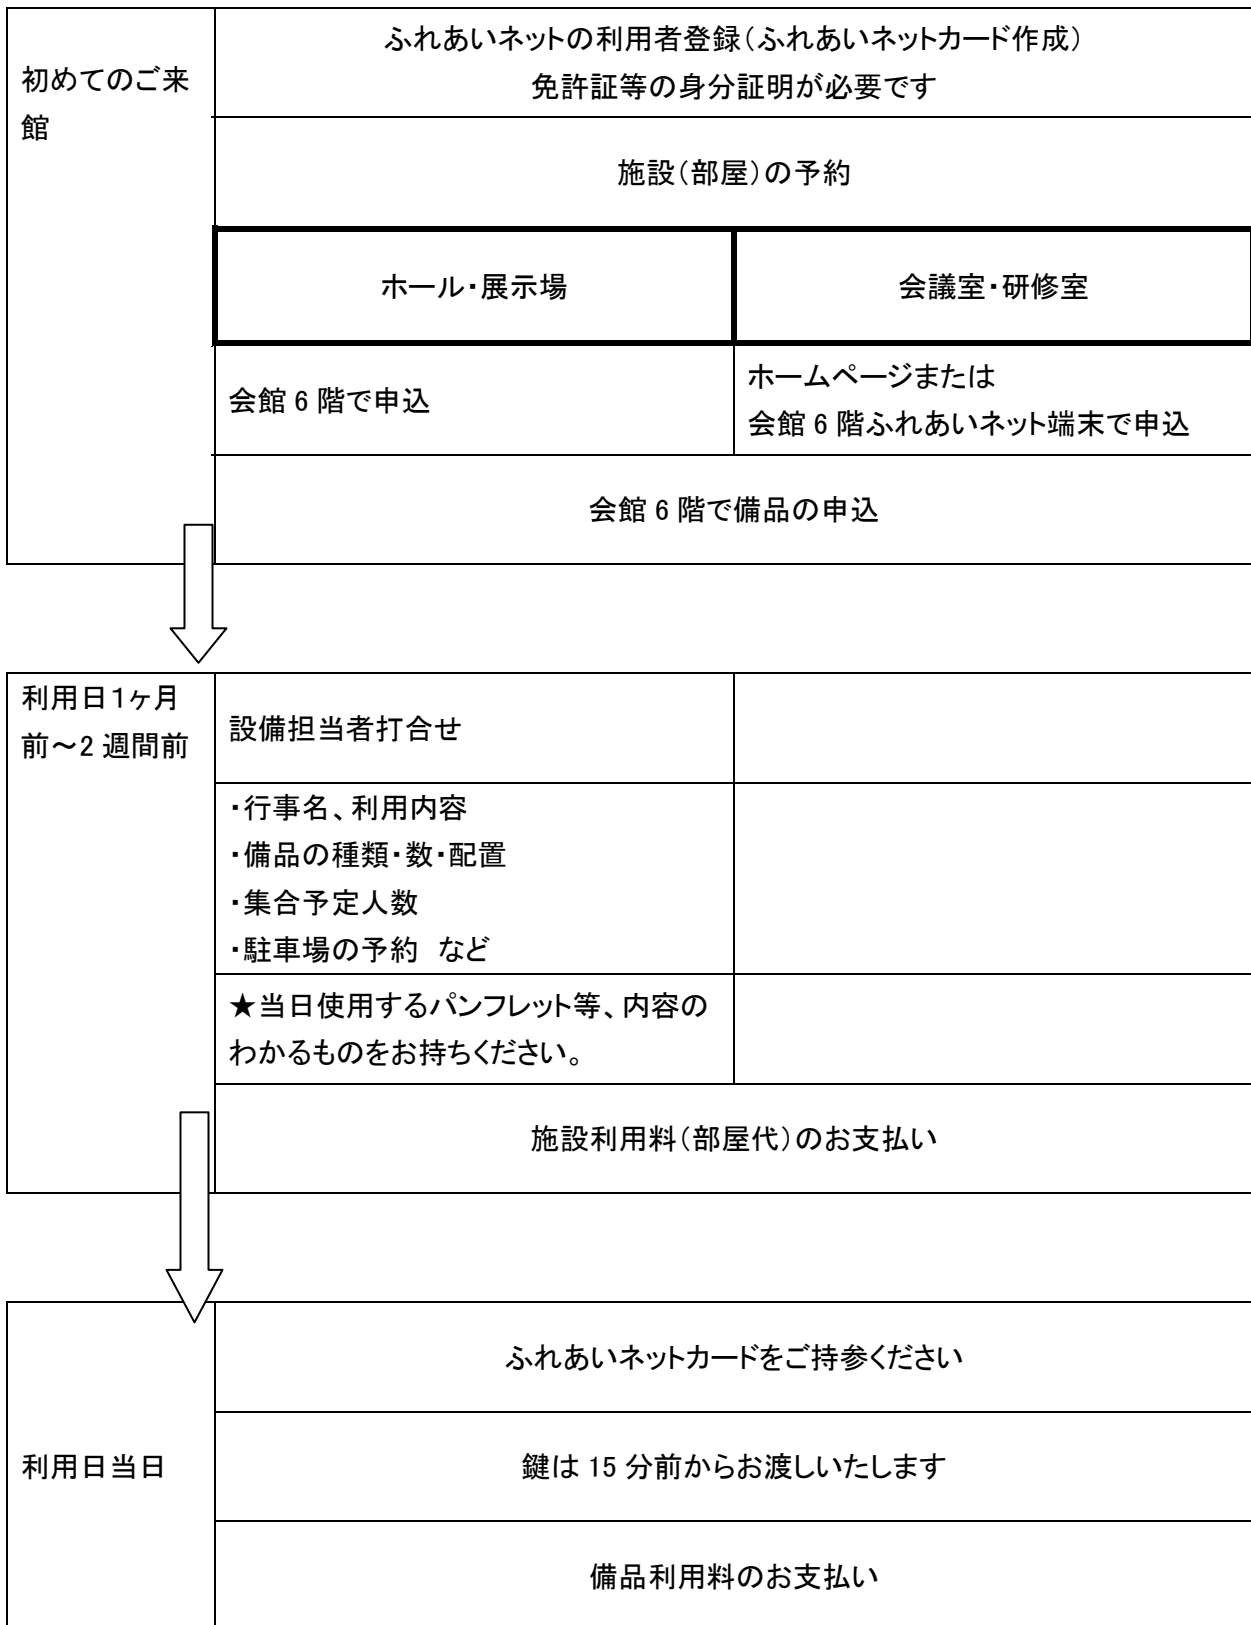 初めてのご来
館
ふれあいネットの利用者登録(ふれあいネットカード作成)
免許証等の身分証明が必要です
施設(部屋)の予約
ホール・展示場
会議室・研修室
会館 6 階で申込
ホームページまたは
会館 6 階ふれあいネット端末で申込
会館 6 階で備品の申込
利用日1ヶ月
前~2 週間前
設備担当者打合せ
・行事名、利用内容
・備品の種類・数・配置
・集合予定人数
・駐車場の予約 など
★当日使用するパンフレット等、内容の
わかるものをお持ちください。
施設利用料(部屋代)のお支払い
利用日当日
ふれあいネットカードをご持参ください
鍵は 15 分前からお渡しいたします
備品利用料のお支払い